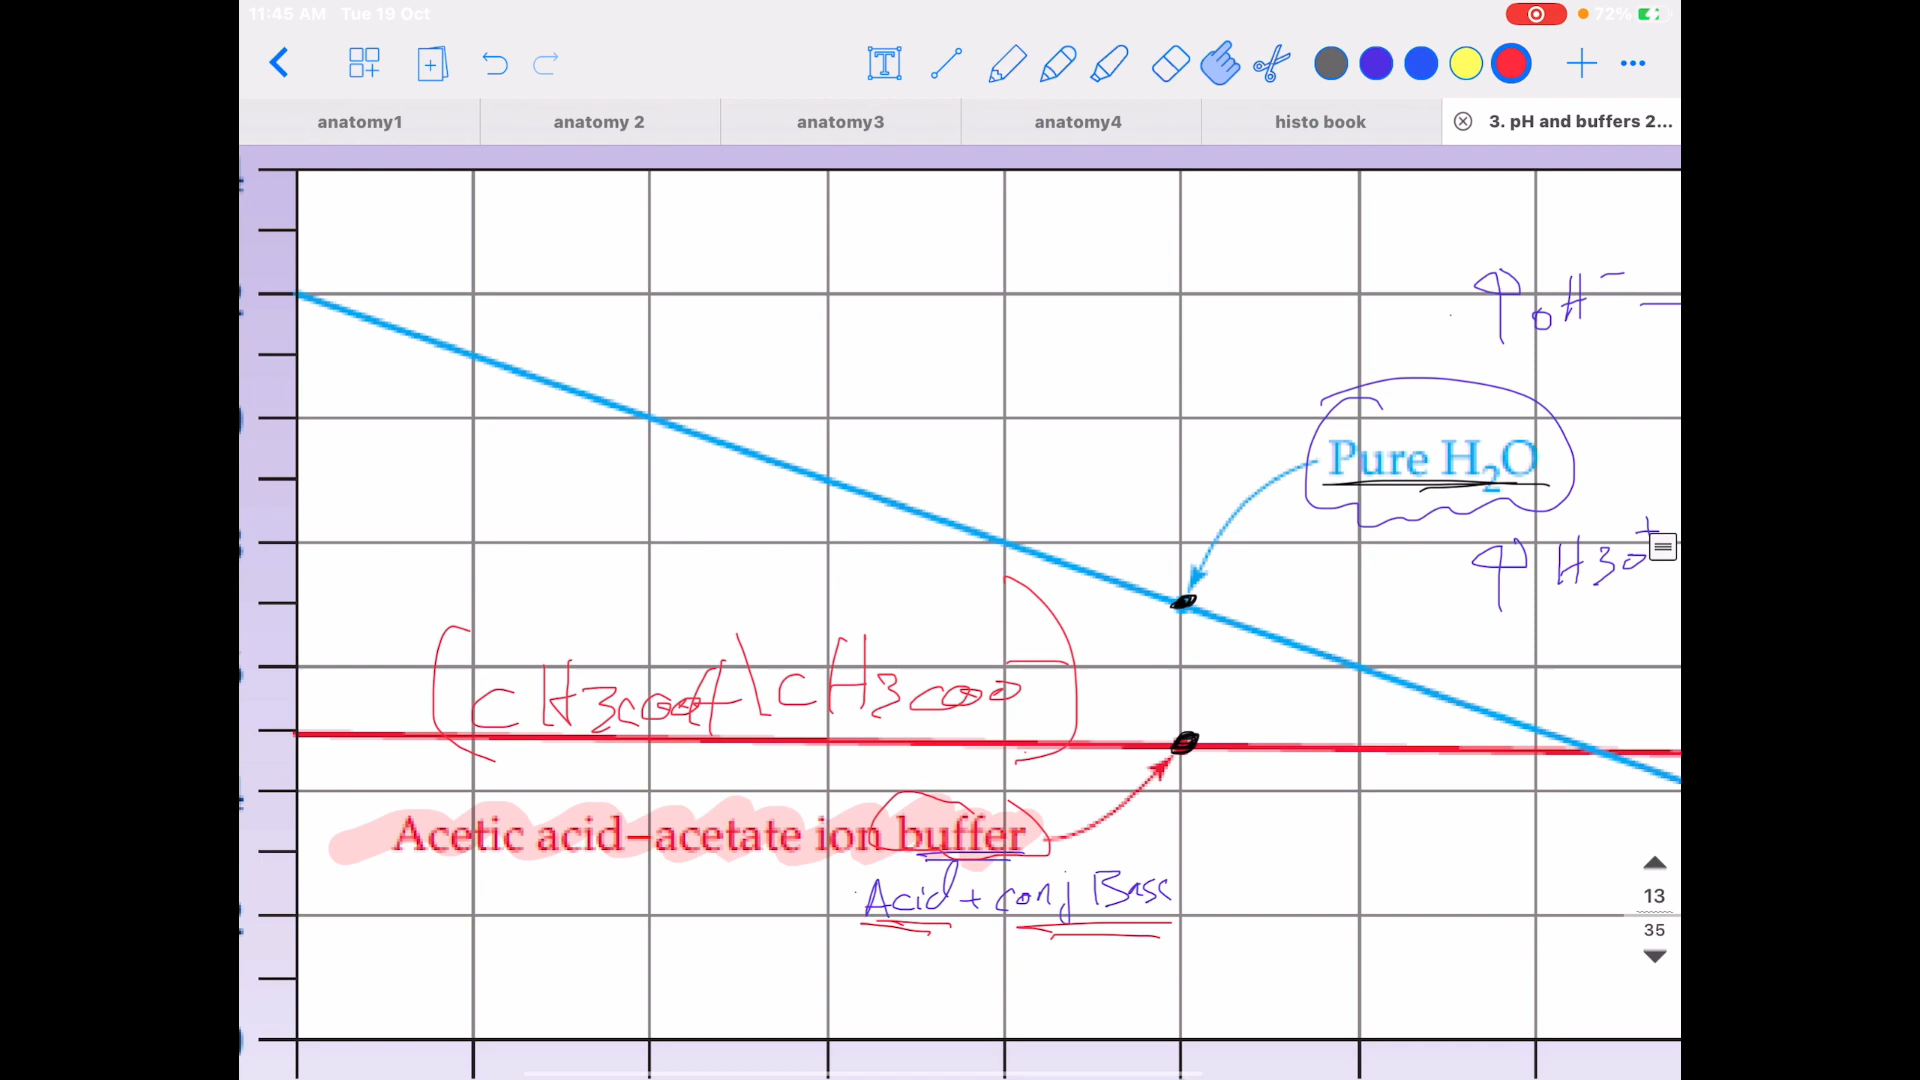 11:45 AM Tue 19 Oct
72%
T
anatomy1 anatomy 2 anatomy3 anatomy4 histo book 3. pH and buffers 2...
↑ OH⁻ —
Pure H₂O
↑ H3O⁺
(CH3COOH \ CH3COO⁻)
Acetic acid–acetate ion buffer
Acid + conj Base
13
35